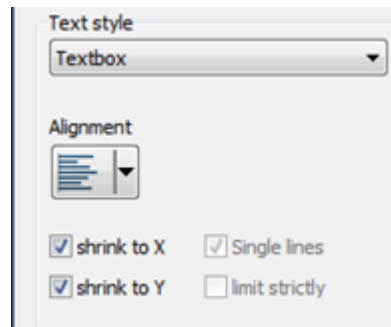 Text style
Textbox
Alignment
shrink to X Single lines
shrink to Y limit strictly